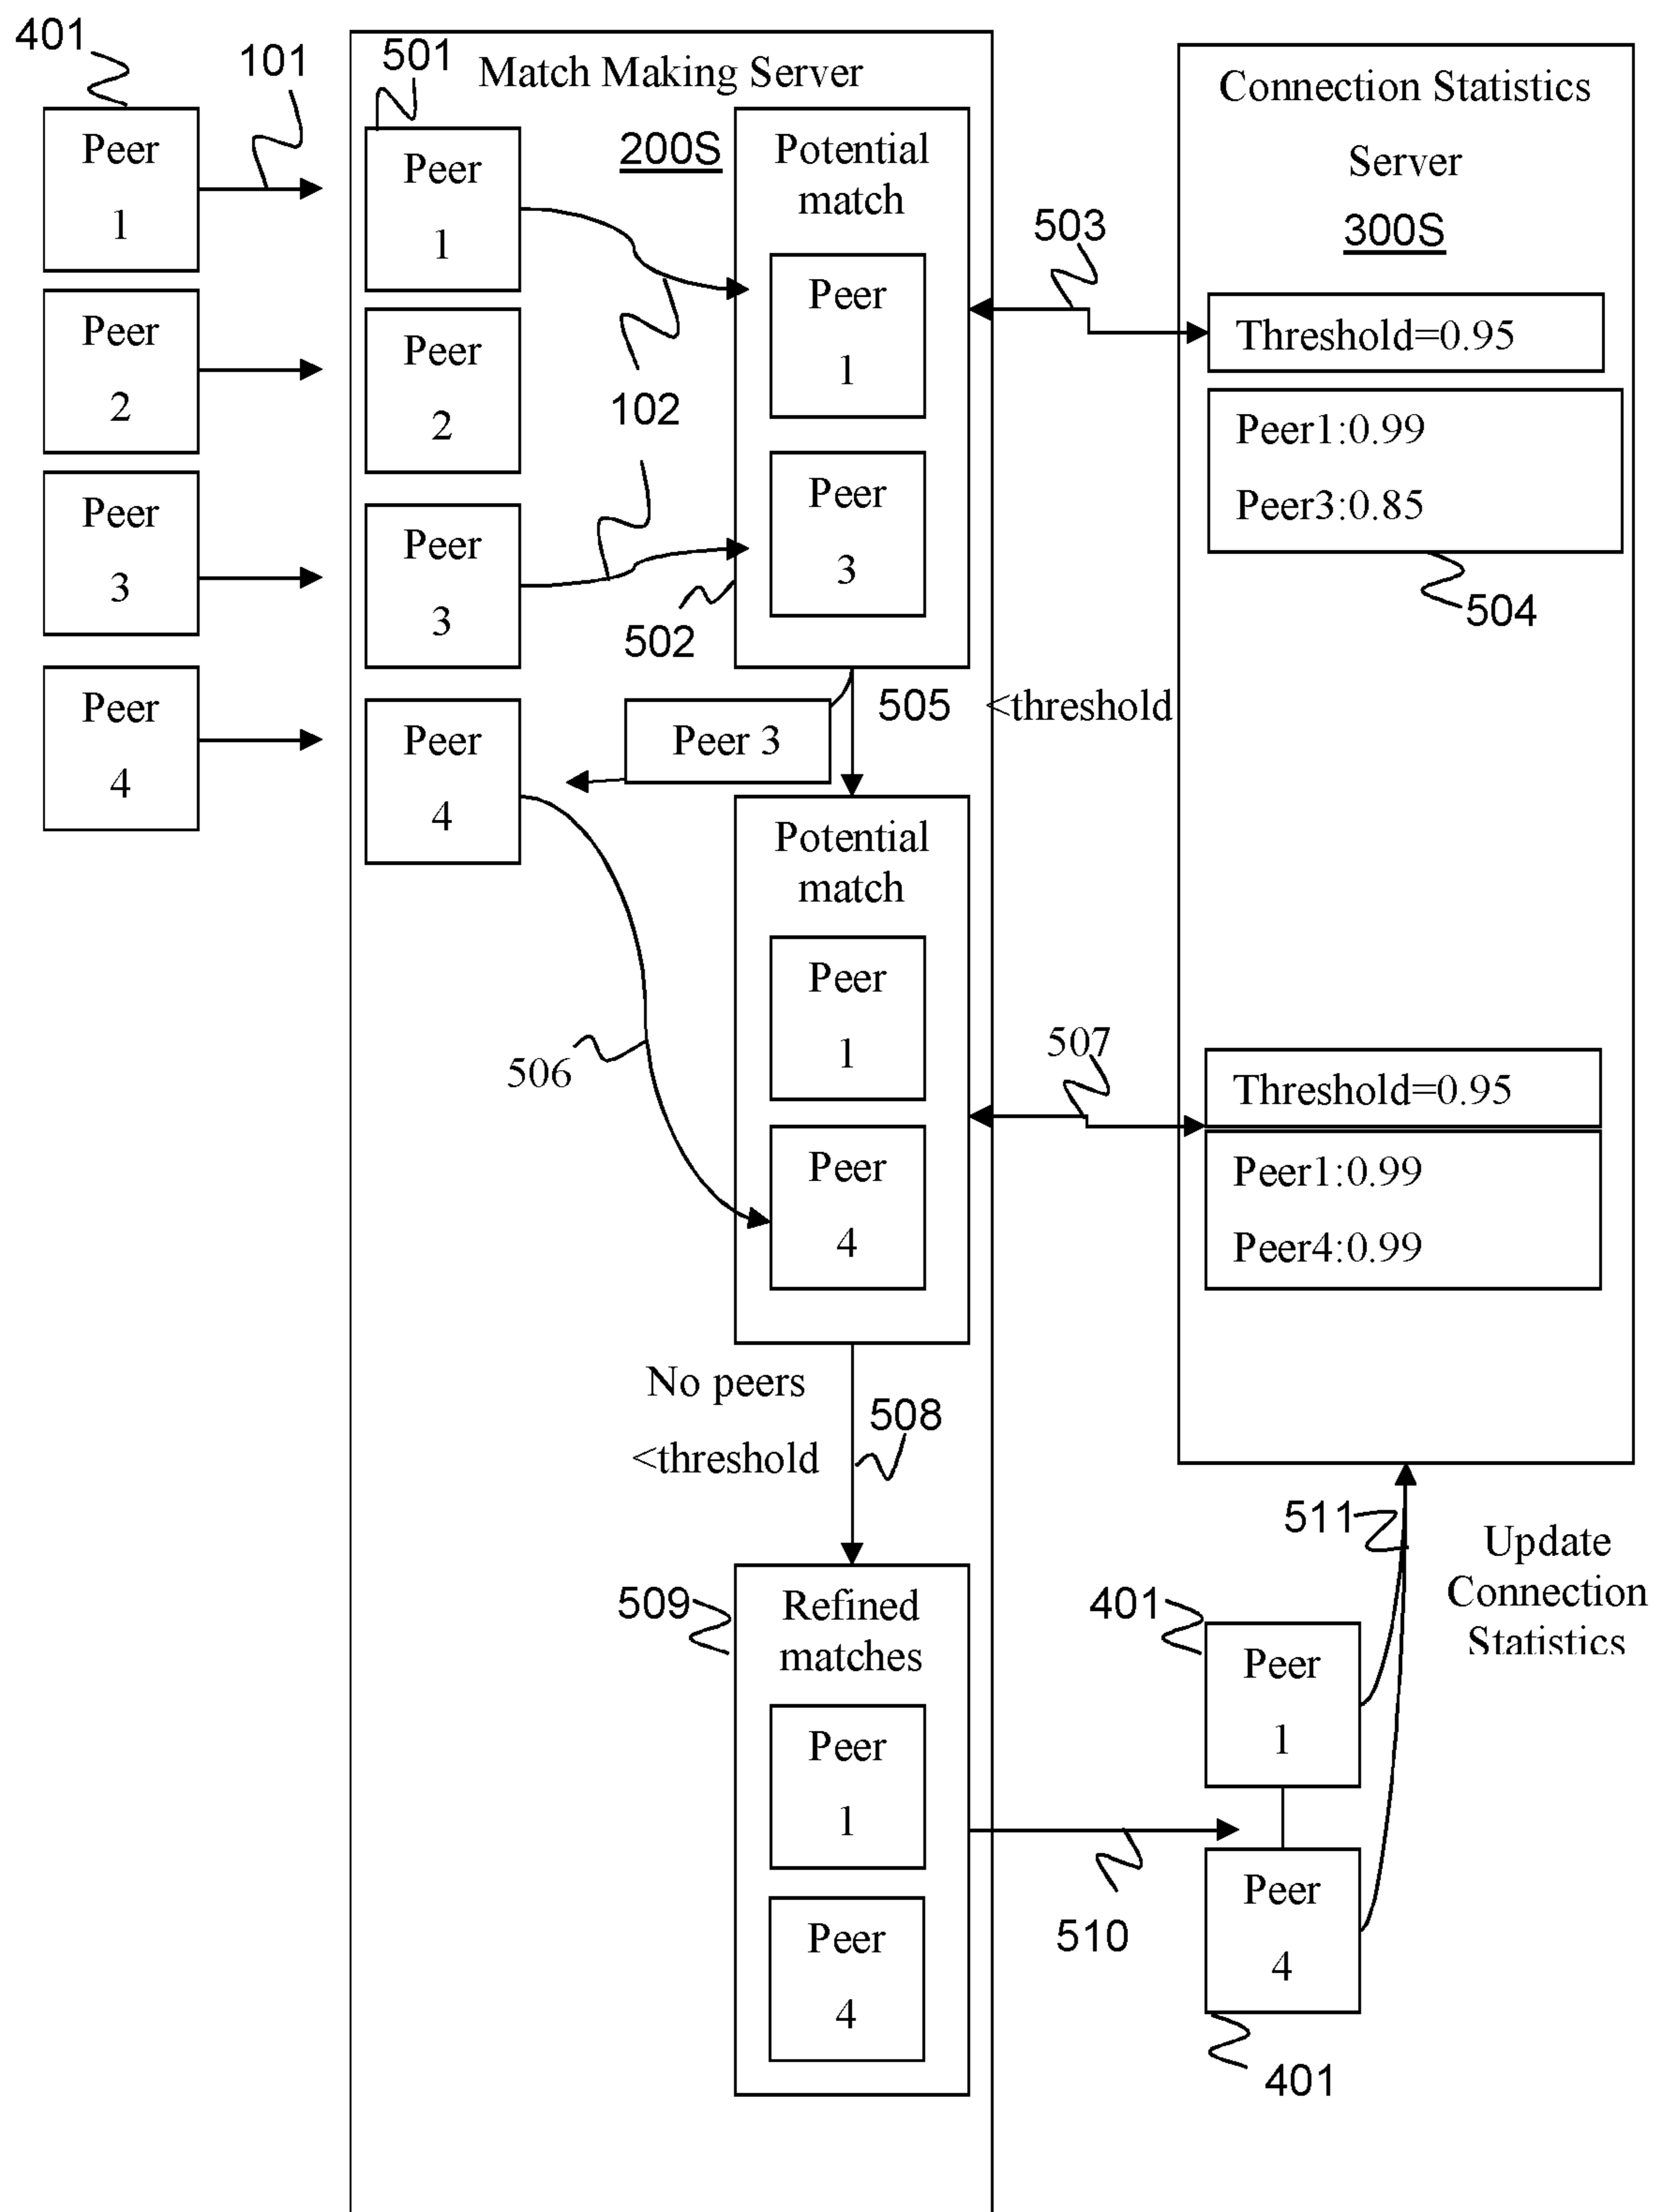 401
101
501
Match Making Server
200S
Connection Statistics
Server
300S
Peer
1
Peer
2
Peer
3
Peer
4
Peer
1
Peer
2
Peer
3
Peer
4
102
Potential
match
Peer
1
Peer
3
502
503
Threshold=0.95
Peer1:0.99
Peer3:0.85
504
505
<threshold
Peer 3
Potential
match
Peer
1
Peer
4
506
507
Threshold=0.95
Peer1:0.99
Peer4:0.99
No peers
<threshold
508
509
Refined
matches
Peer
1
Peer
4
510
511
Update
Connection
Statistics
401
Peer
1
Peer
4
401